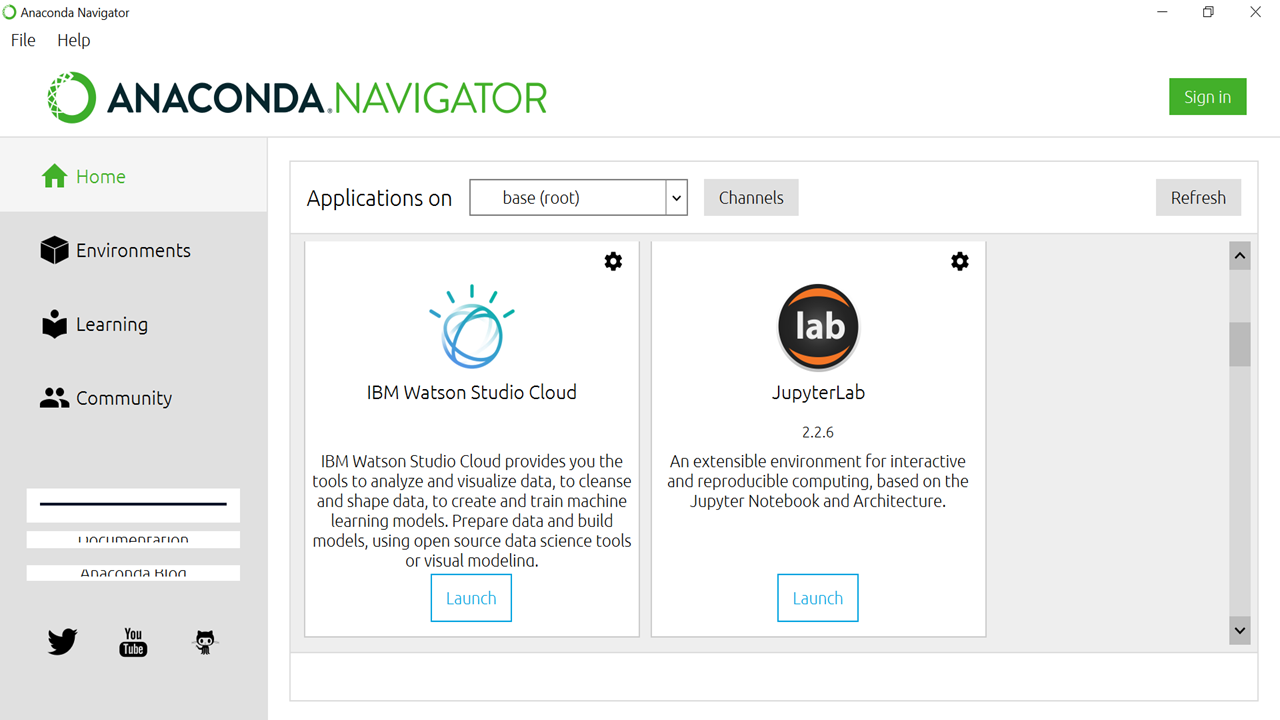 Anaconda Navigator
File Help
ANACONDA.NAVIGATOR
Sign in
Home
Environments
Learning
Community
Documentation
Anaconda Blog
You
Tube
Applications on base (root) Channels Refresh
IBM Watson Studio Cloud
IBM Watson Studio Cloud provides you the
tools to analyze and visualize data, to cleanse
and shape data, to create and train machine
learning models. Prepare data and build
models, using open source data science tools
or visual modeling.
Launch
lab
JupyterLab
2.2.6
An extensible environment for interactive
and reproducible computing, based on the
Jupyter Notebook and Architecture.
Launch